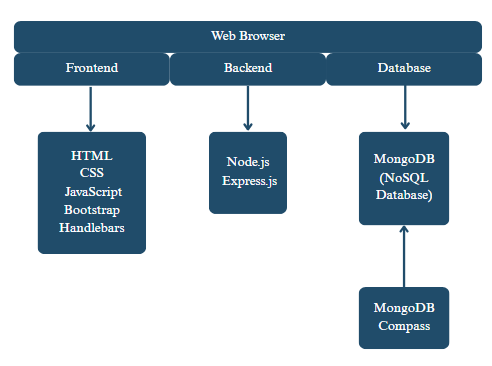 Web Browser
Frontend
Backend
Database
HTML
CSS
JavaScript
Bootstrap
Handlebars
Node.js
Express.js
MongoDB
(NoSQL
Database)
MongoDB
Compass